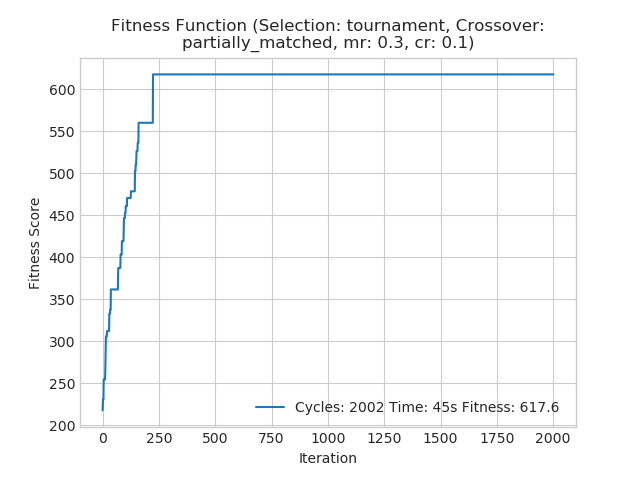 Fitness Function (Selection: tournament, Crossover:
partially_matched, mr: 0.3, cr: 0.1)
Fitness Score
600
550
500
450
400
350
300
250
200
Cycles: 2002 Time: 45s Fitness: 617.6
0 250 500 750 1000 1250 1500 1750 2000
Iteration